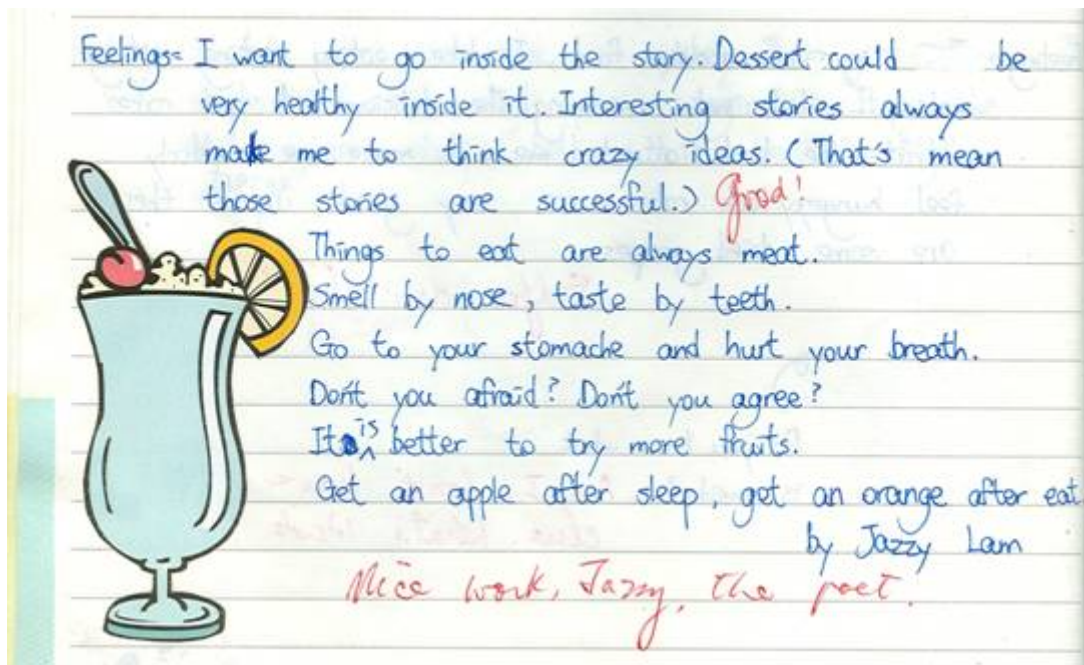 Feelings= I want to go inside the story. Dessert could be
very healthy inside it. Interesting stories always
make me to think crazy ideas. (That's mean
those stories are successful.) Good!
Things to eat are always meat.
Smell by nose, taste by teeth.
Go to your stomache and hurt your breath.
Don't you afraid? Don't you agree?
It is better to try more fruits.
Get an apple after sleep, get an orange after eat
by Jazzy Lam
Nice work, Jazzy, the poet.